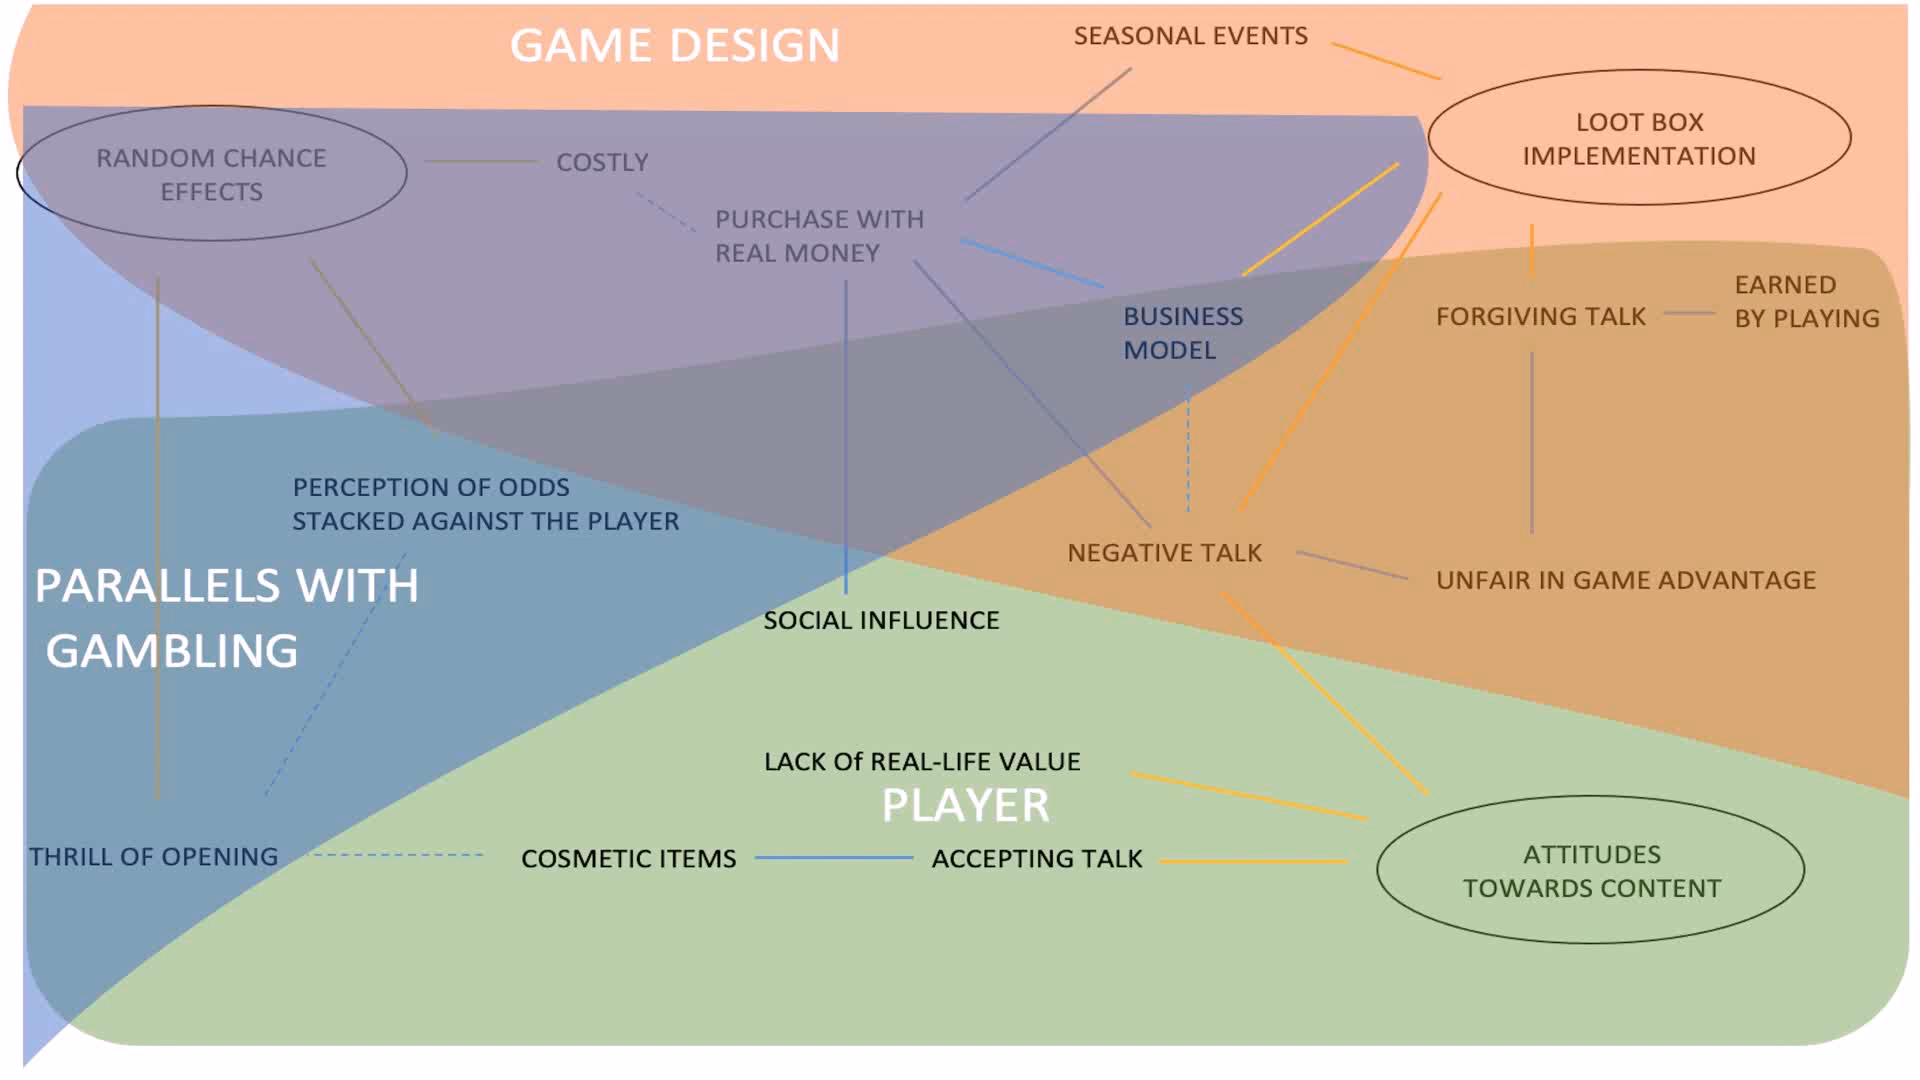 GAME DESIGN
SEASONAL EVENTS
LOOT BOX
IMPLEMENTATION
RANDOM CHANCE
EFFECTS
COSTLY
PURCHASE WITH
REAL MONEY
BUSINESS
MODEL
FORGIVING TALK
EARNED
BY PLAYING
PERCEPTION OF ODDS
STACKED AGAINST THE PLAYER
NEGATIVE TALK
UNFAIR IN GAME ADVANTAGE
PARALLELS WITH
GAMBLING
SOCIAL INFLUENCE
LACK Of REAL-LIFE VALUE
PLAYER
THRILL OF OPENING
COSMETIC ITEMS
ACCEPTING TALK
ATTITUDES
TOWARDS CONTENT